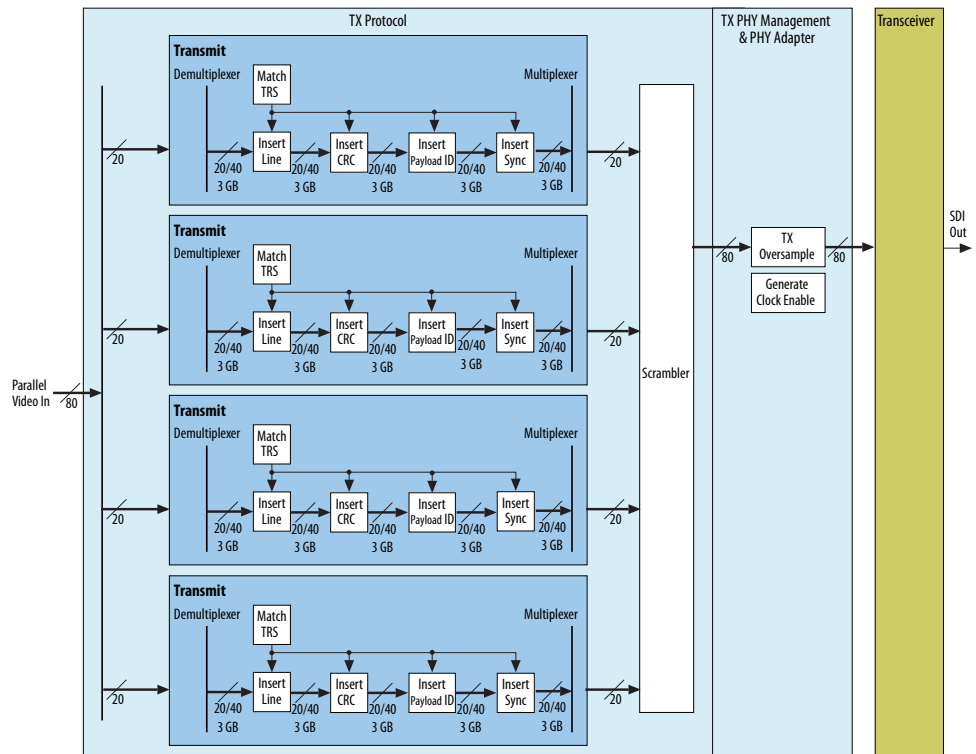 TX Protocol
TX PHY Management
& PHY Adapter
Transceiver
Transmit
Demultiplexer
Multiplexer
Match
TRS
Insert
Line
Insert
CRC
Insert
Payload ID
Insert
Sync
20
20/40
3 GB
20/40
3 GB
20/40
3 GB
20/40
3 GB
20/40
3 GB
20
Transmit
Demultiplexer
Multiplexer
Match
TRS
Insert
Line
Insert
CRC
Insert
Payload ID
Insert
Sync
20
20/40
3 GB
20/40
3 GB
20/40
3 GB
20/40
3 GB
20/40
3 GB
20
Parallel
Video In
80
Transmit
Demultiplexer
Multiplexer
Match
TRS
Insert
Line
Insert
CRC
Insert
Payload ID
Insert
Sync
20
20/40
3 GB
20/40
3 GB
20/40
3 GB
20/40
3 GB
20/40
3 GB
20
Transmit
Demultiplexer
Multiplexer
Match
TRS
Insert
Line
Insert
CRC
Insert
Payload ID
Insert
Sync
20
20/40
3 GB
20/40
3 GB
20/40
3 GB
20/40
3 GB
20/40
3 GB
20
Scrambler
80
TX
Oversample
80
Generate
Clock Enable
SDI
Out